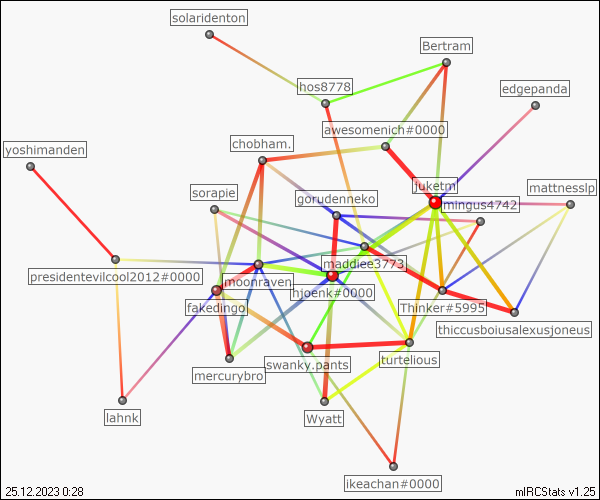 solaridenton
Bertram
hos8778
edgepanda
awesomenich#0000
chobham.
yoshimanden
juketm
mattnesslp
sorapie
gorudenneko
mingus4742
maddiee3773
presidentevilcool2012#0000
moonraven.
hjoenk#0000
fakedingo
Thinker#5995
thiccusboiusalexusjoneus
turtelious
swanky.pants
mercurybro
lahnk
Wyatt
ikeachan#0000
25.12.2023 0:28
mIRCStats v1.25